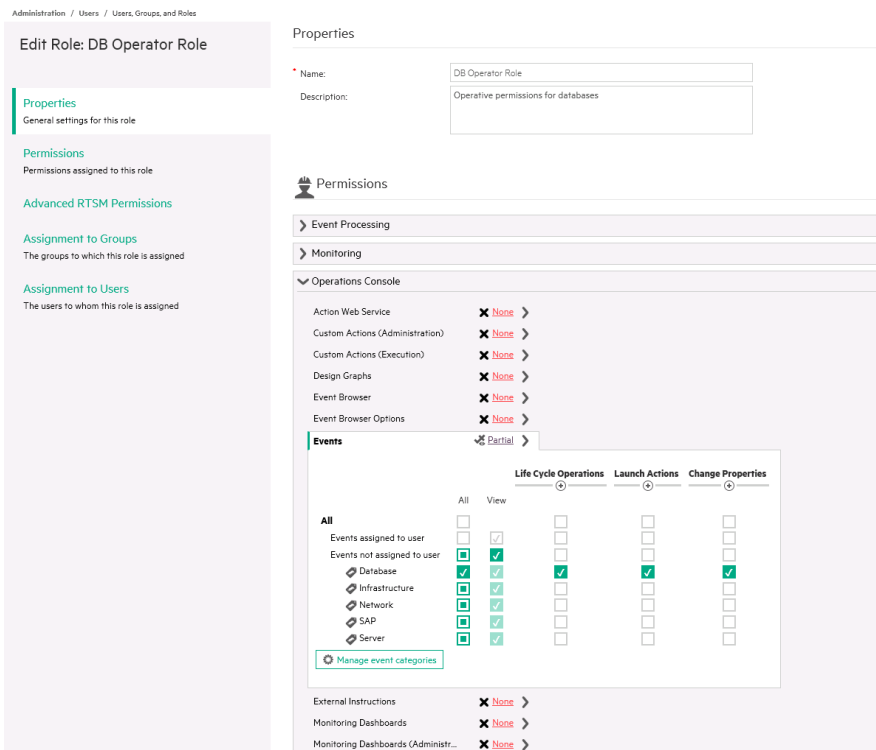 Administration / Users / Users, Groups, and Roles
Edit Role: DB Operator Role
Properties
General settings for this role
Permissions
Permissions assigned to this role
Advanced RTSM Permissions
Assignment to Groups
The groups to which this role is assigned
Assignment to Users
The users to whom this role is assigned
Properties
* Name: DB Operator Role
Description: Operative permissions for databases
Permissions
Event Processing
Monitoring
Operations Console
Action Web Service None
Custom Actions (Administration) None
Custom Actions (Execution) None
Design Graphs None
Event Browser None
Event Browser Options None
Events Partial
Life Cycle Operations Launch Actions Change Properties
All View
All
Events assigned to user
Events not assigned to user
Database
Infrastructure
Network
SAP
Server
Manage event categories
External Instructions None
Monitoring Dashboards None
Monitoring Dashboards (Administr... None